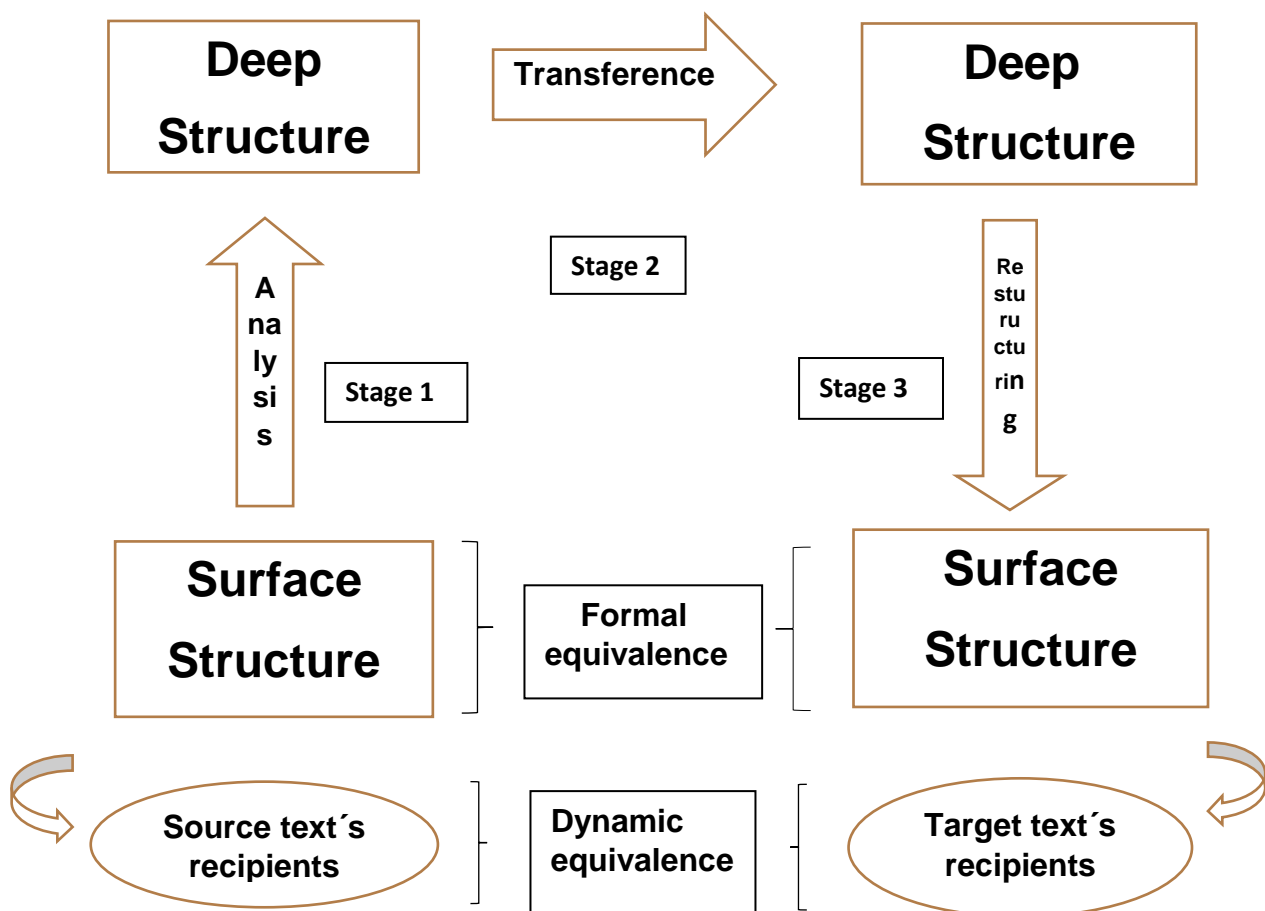 Deep
Structure
Transference
Deep
Structure
Stage 2
A
na
ly
si
s
Stage 1
Re
stu
ru
ctu
rin
g
Stage 3
Surface
Structure
Formal
equivalence
Surface
Structure
Source text´s
recipients
Dynamic
equivalence
Target text´s
recipients